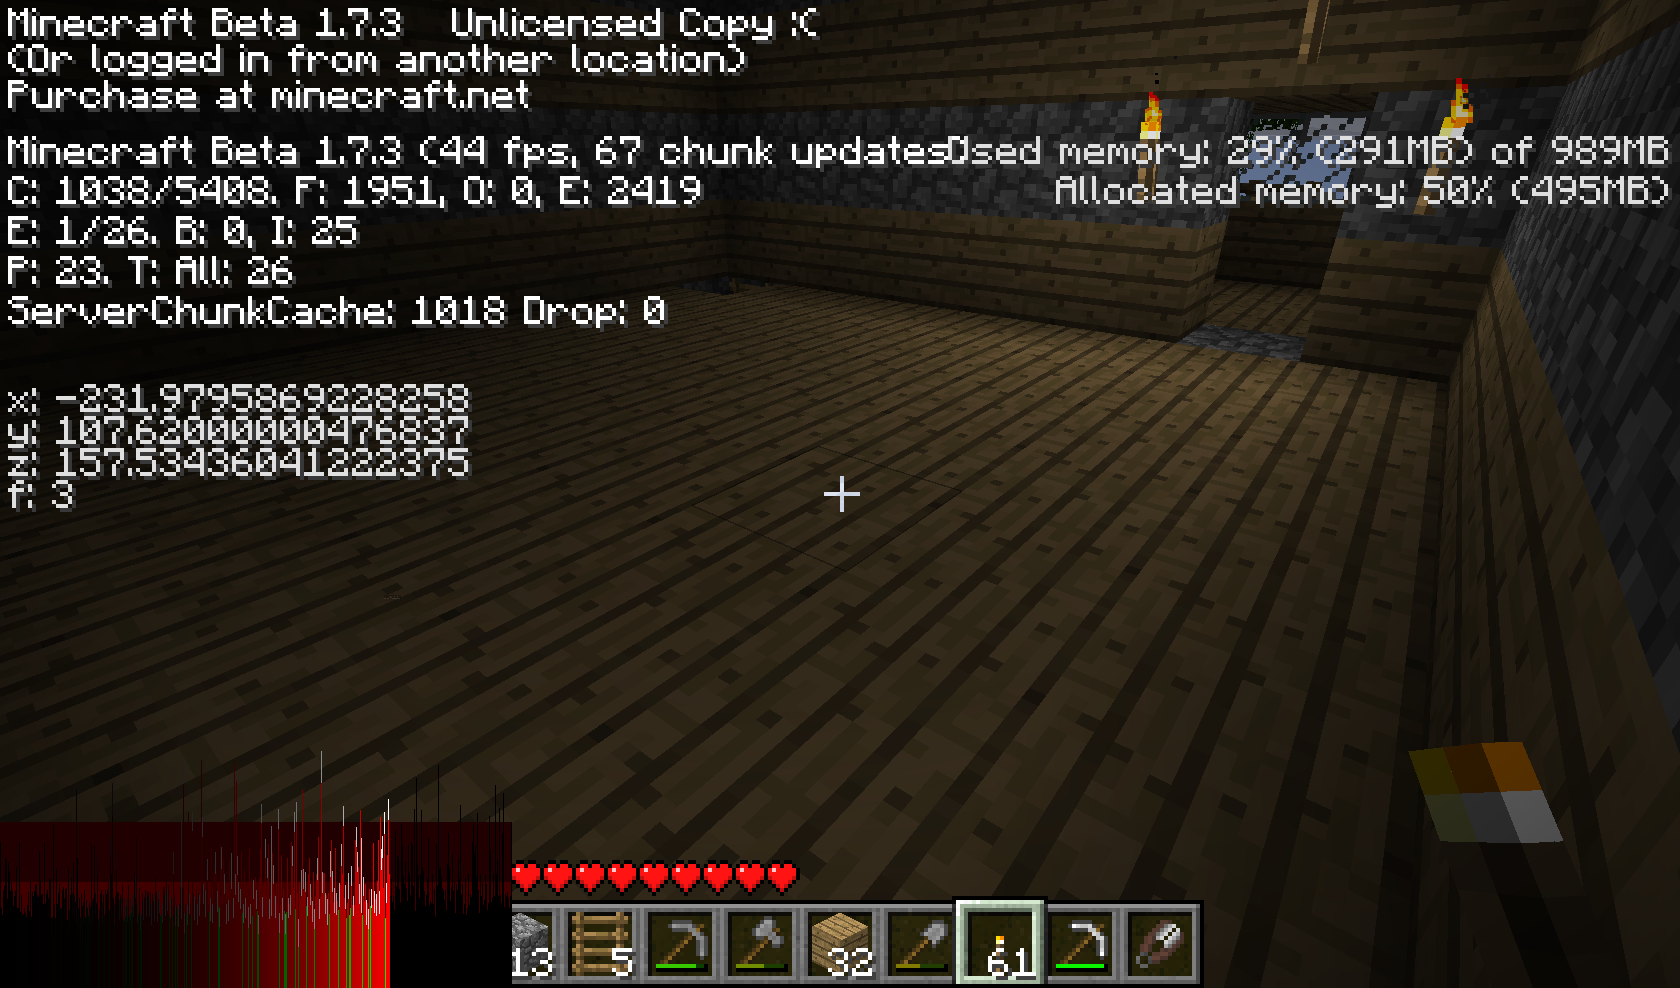 Minecraft Beta 1.7.3   Unlicensed Copy :(
(Or logged in from another location)
Purchase at minecraft.net
Minecraft Beta 1.7.3 (44 fps, 67 chunk updates) Used memory: 29% (291MB) of 989MB
C: 1038/5408. F: 1951, O: 0, E: 2419 Allocated memory: 50% (495MB)
E: 1/26. B: 0, I: 25
P: 23. T: All: 26
ServerChunkCache: 1018 Drop: 0
x: -231.9795869228258
y: 107.62000000476837
z: 157.53436041222375
f: 3
13 5 32 61